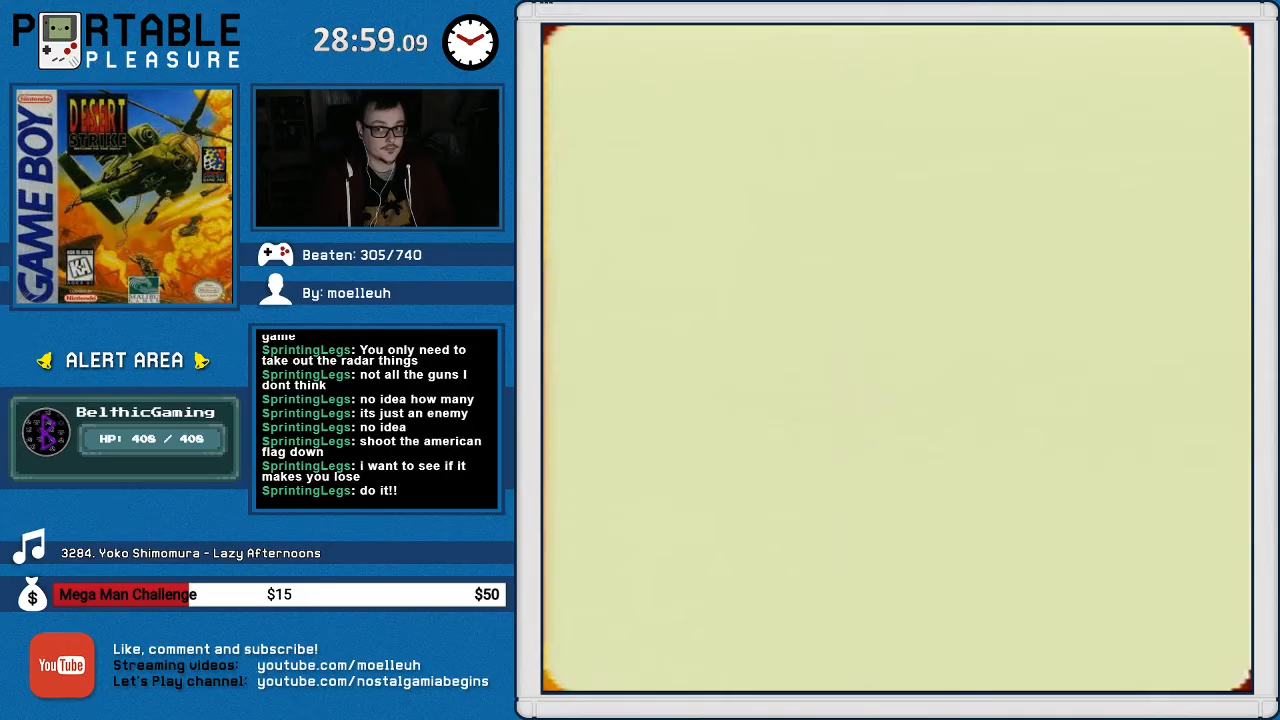 PORTABLE
PLEASURE
28:59.09
Nintendo
GAME BOY
DESERT
STRIKE
Beaten: 305/740
By: moelleuh
ALERT AREA
BelthicGaming
HP: 408 / 408
game
SprintingLegs: You only need to
take out the radar things
SprintingLegs: not all the guns I
dont think
SprintingLegs: no idea how many
SprintingLegs: its just an enemy
SprintingLegs: no idea
SprintingLegs: shoot the american
flag down
SprintingLegs: i want to see if it
makes you lose
SprintingLegs: do it!!
3284. Yoko Shimomura - Lazy Afternoons
$
Mega Man Challenge
$15
$50
YouTube
Like, comment and subscribe!
Streaming videos: youtube.com/moelleuh
Let's Play channel: youtube.com/nostalgamiabegins